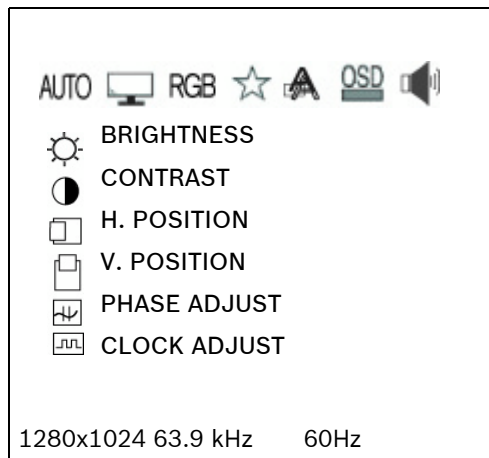 AUTO RGB A OSD
BRIGHTNESS
CONTRAST
H. POSITION
V. POSITION
PHASE ADJUST
CLOCK ADJUST
1280x1024 63.9 kHz 60Hz